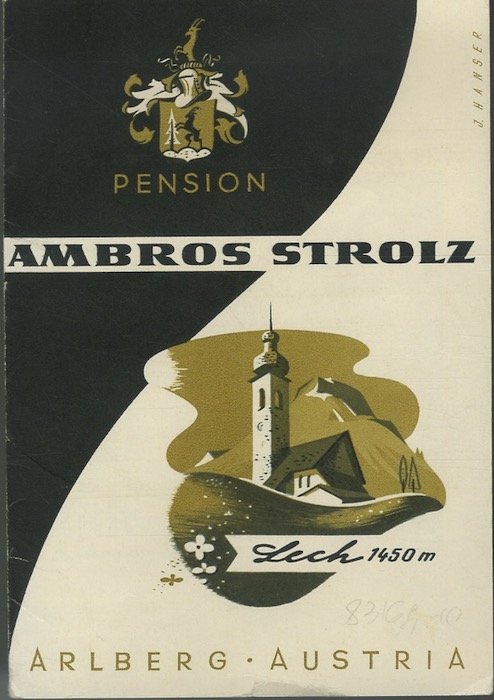 J. HANSER
PENSION
AMBROS STROLZ
Lech 1450 m
ARLBERG · AUSTRIA